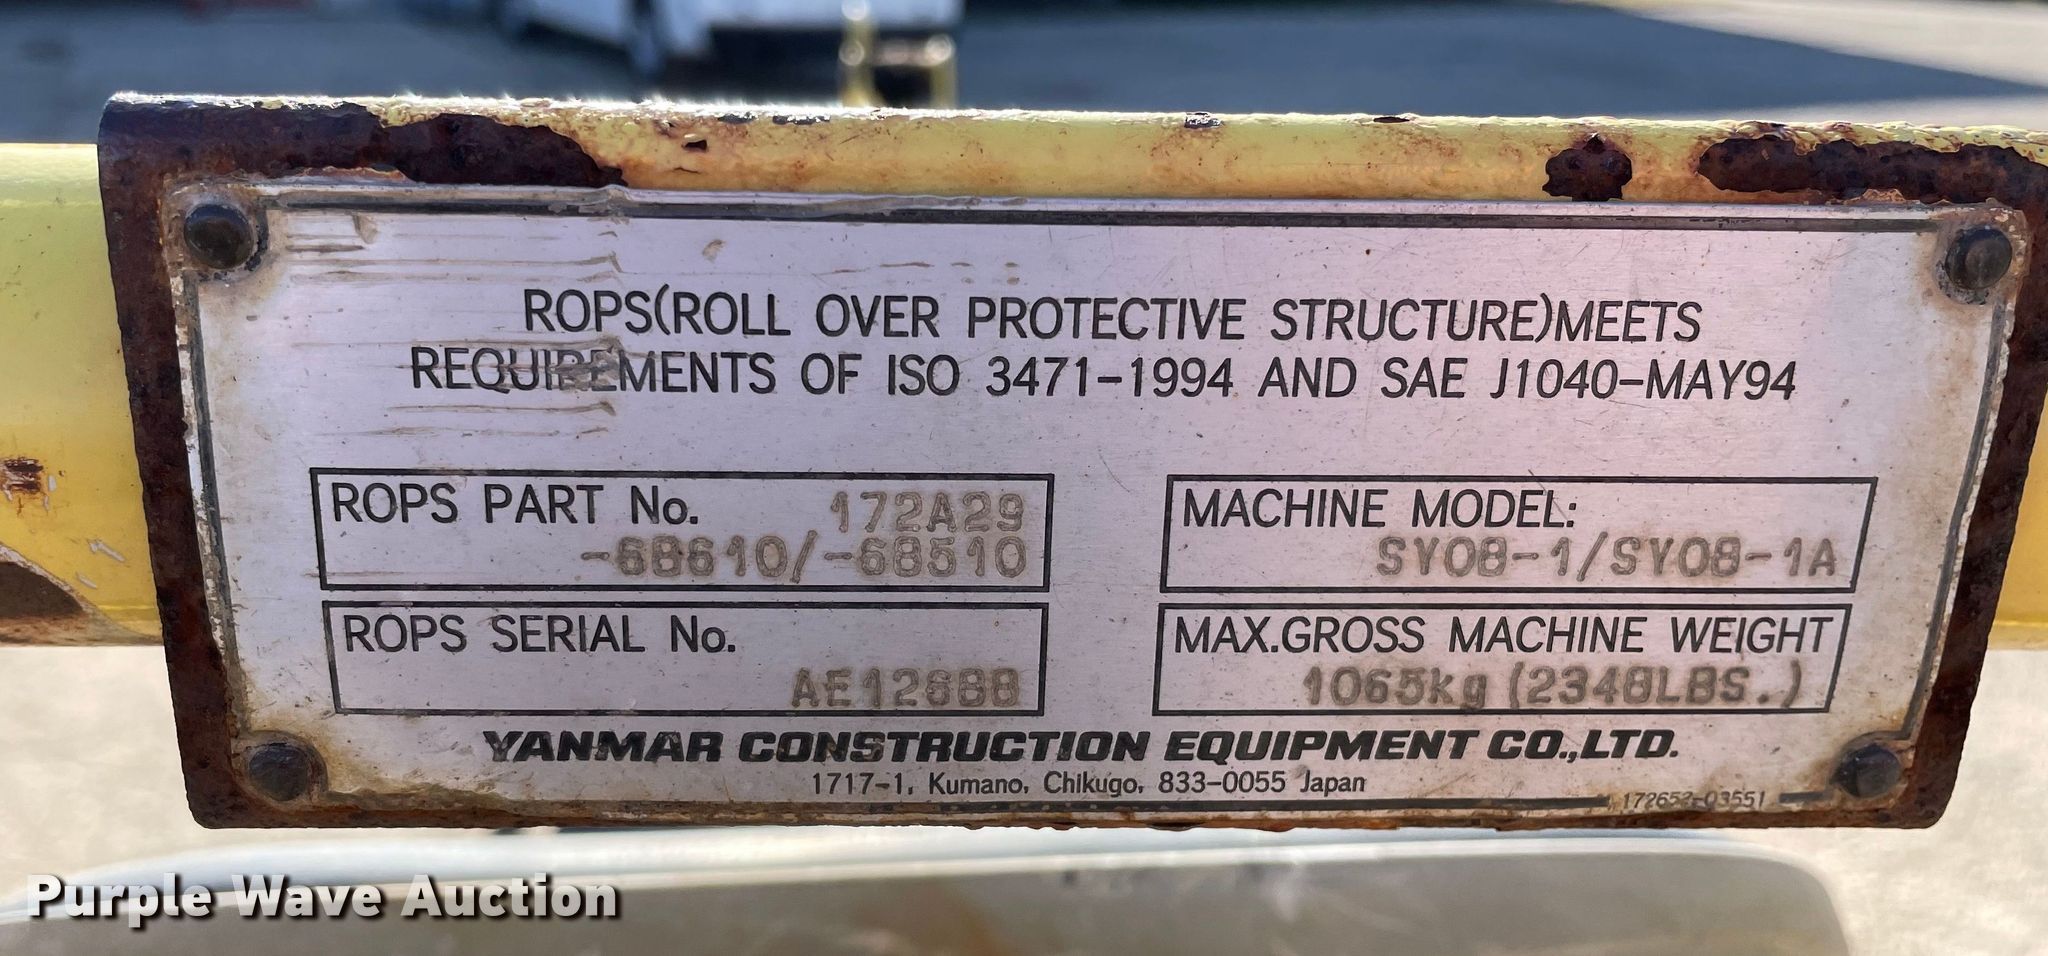 ROPS(ROLL OVER PROTECTIVE STRUCTURE)MEETS
REQUIREMENTS OF ISO 3471-1994 AND SAE J1040-MAY94
ROPS PART No. 172A29
-68610/-68510
MACHINE MODEL:
SY08-1/SY08-1A
ROPS SERIAL No.
AE12688
MAX.GROSS MACHINE WEIGHT
1065kg(2348LBS.)
YANMAR CONSTRUCTION EQUIPMENT CO.,LTD.
1717-1, Kumano, Chikugo, 833-0055 Japan
172652-03551
Purple Wave Auction